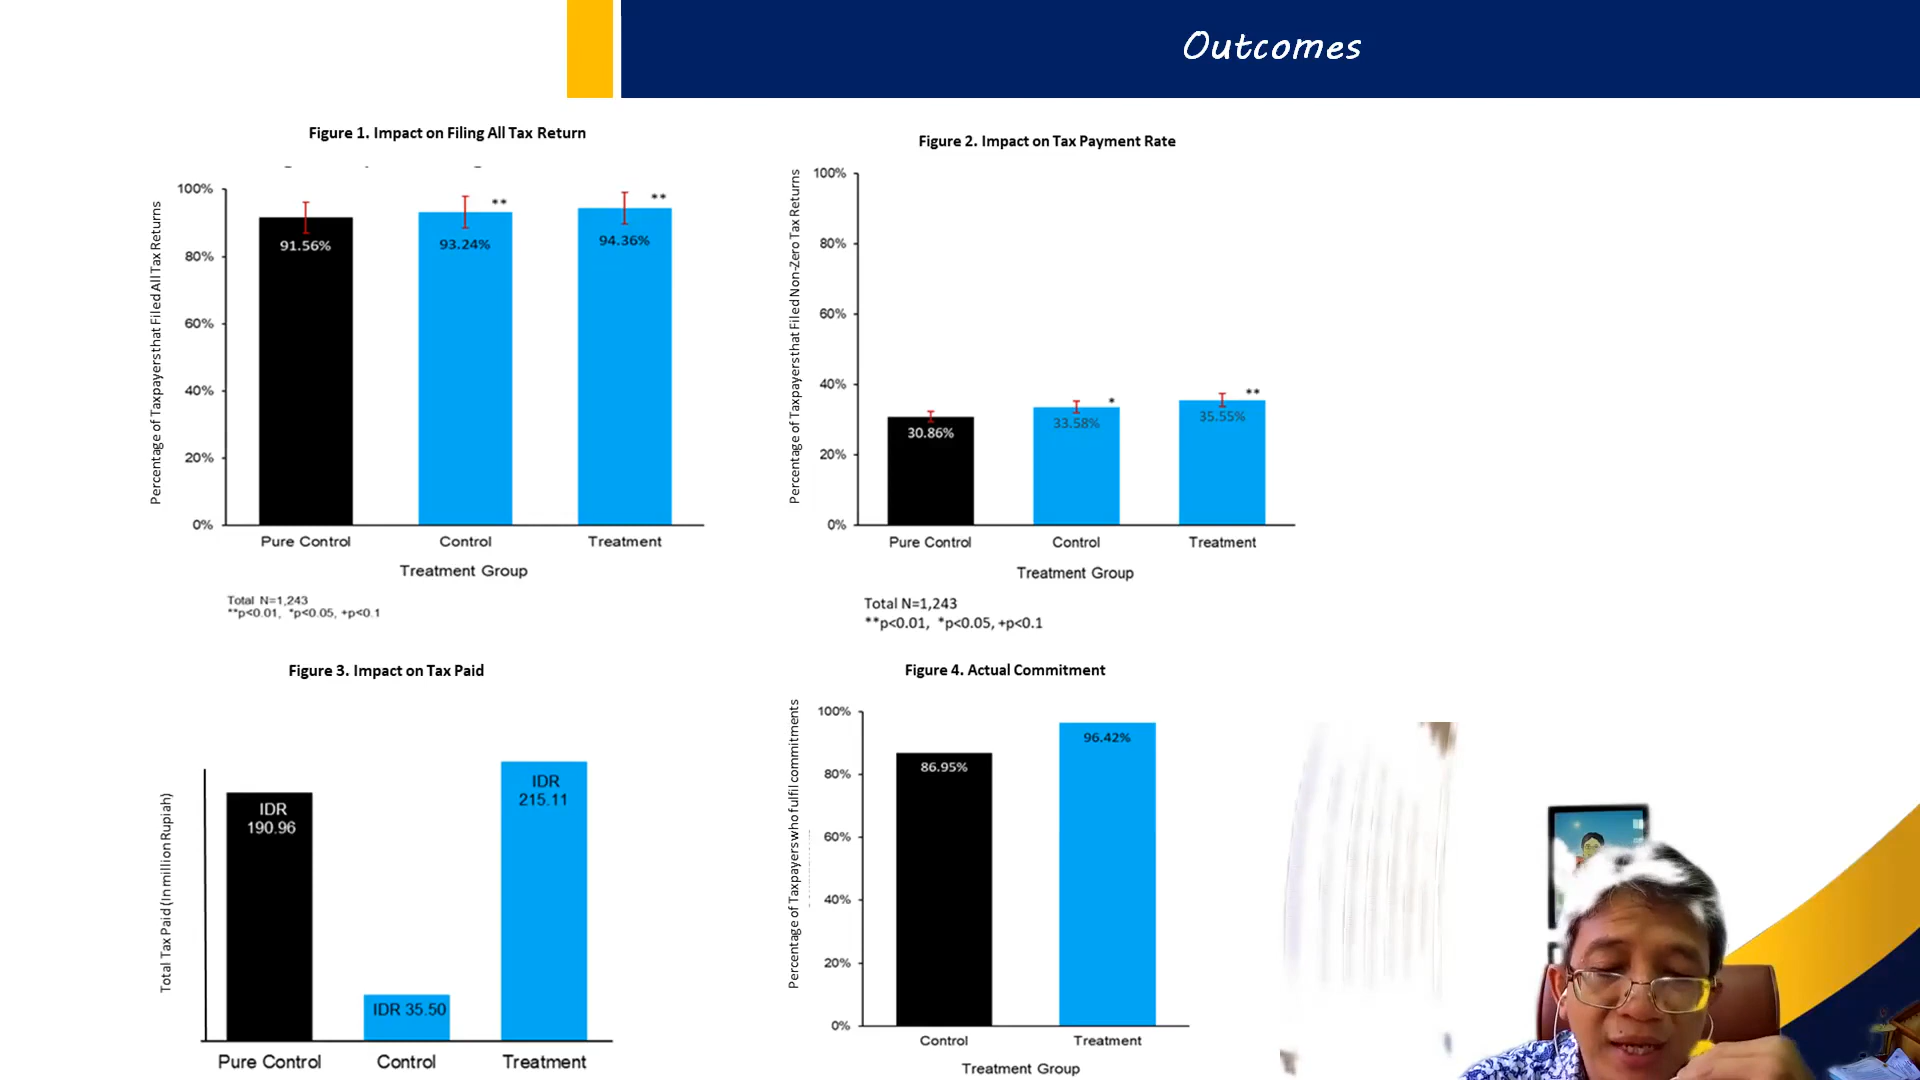 Outcomes
Figure 1. Impact on Filing All Tax Return
Percentage of Taxpayers that Filed All Tax Returns
100%
80%
60%
40%
20%
0%
91.56%
93.24%
**
94.36%
**
Pure Control
Control
Treatment
Treatment Group
Total N=1,243
**p<0.01, *p<0.05, +p<0.1
Figure 2. Impact on Tax Payment Rate
Percentage of Taxpayers that Filed Non-Zero Tax Returns
100%
80%
60%
40%
20%
0%
30.86%
33.58%
*
35.55%
**
Pure Control
Control
Treatment
Treatment Group
Total N=1,243
**p<0.01, *p<0.05, +p<0.1
Figure 3. Impact on Tax Paid
Total Tax Paid (In million Rupiah)
IDR
190.96
IDR 35.50
IDR
215.11
Pure Control
Control
Treatment
Figure 4. Actual Commitment
Percentage of Taxpayers who fulfil commitments
100%
80%
60%
40%
20%
0%
86.95%
96.42%
Control
Treatment
Treatment Group